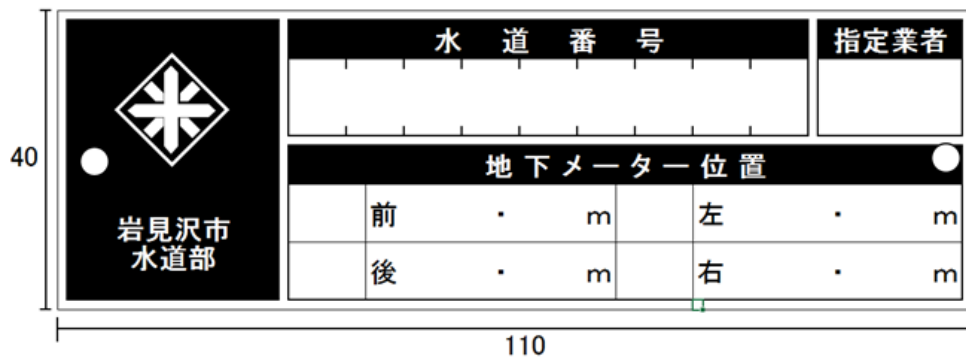 水道番号
指定業者
岩見沢市
水道部
地下メーター位置
前 ・ m 左 ・ m
後 ・ m 右 ・ m
40
110